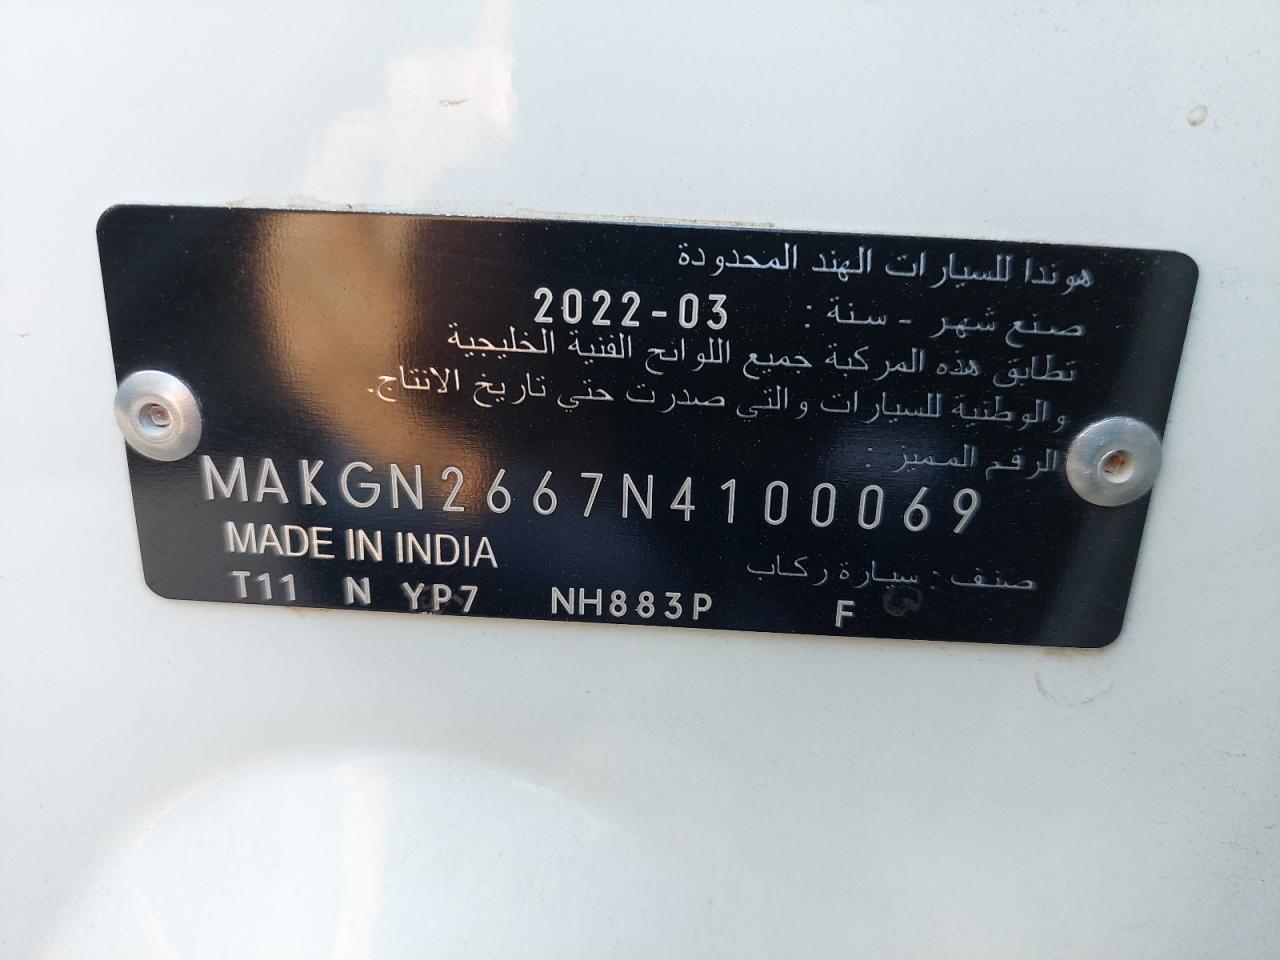 هوندا للسيارات الهند المحدودة
صنع شهر - سنة : 2022-03
تطابق هذه المركبة جميع اللوائح الفنية الخليجية
والوطنية للسيارات والتي صدرت حتي تاريخ الانتاج.
الرقم المميز :
MAKGN2667N4100069
MADE IN INDIA
صنف : سيارة ركاب
T11 N YP7 NH883P F